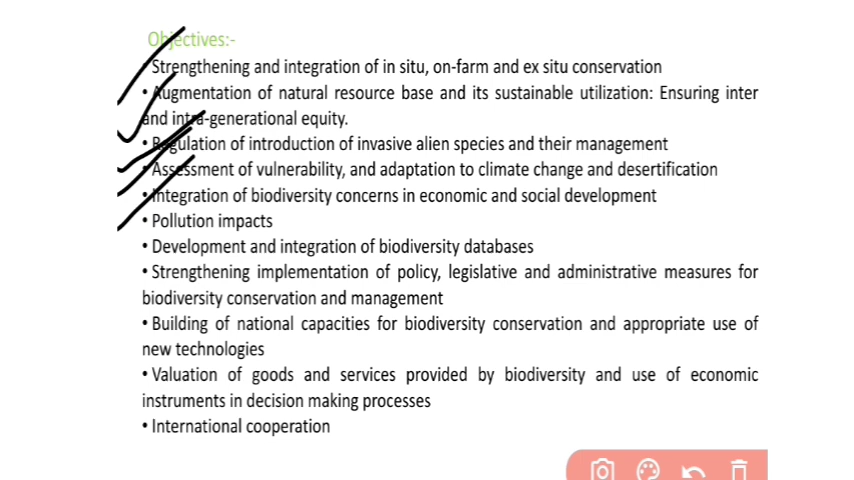 Objectives:-
• Strengthening and integration of in situ, on-farm and ex situ conservation
• Augmentation of natural resource base and its sustainable utilization: Ensuring inter
and intra-generational equity.
• Regulation of introduction of invasive alien species and their management
• Assessment of vulnerability, and adaptation to climate change and desertification
• Integration of biodiversity concerns in economic and social development
• Pollution impacts
• Development and integration of biodiversity databases
• Strengthening implementation of policy, legislative and administrative measures for
biodiversity conservation and management
• Building of national capacities for biodiversity conservation and appropriate use of
new technologies
• Valuation of goods and services provided by biodiversity and use of economic
instruments in decision making processes
• International cooperation